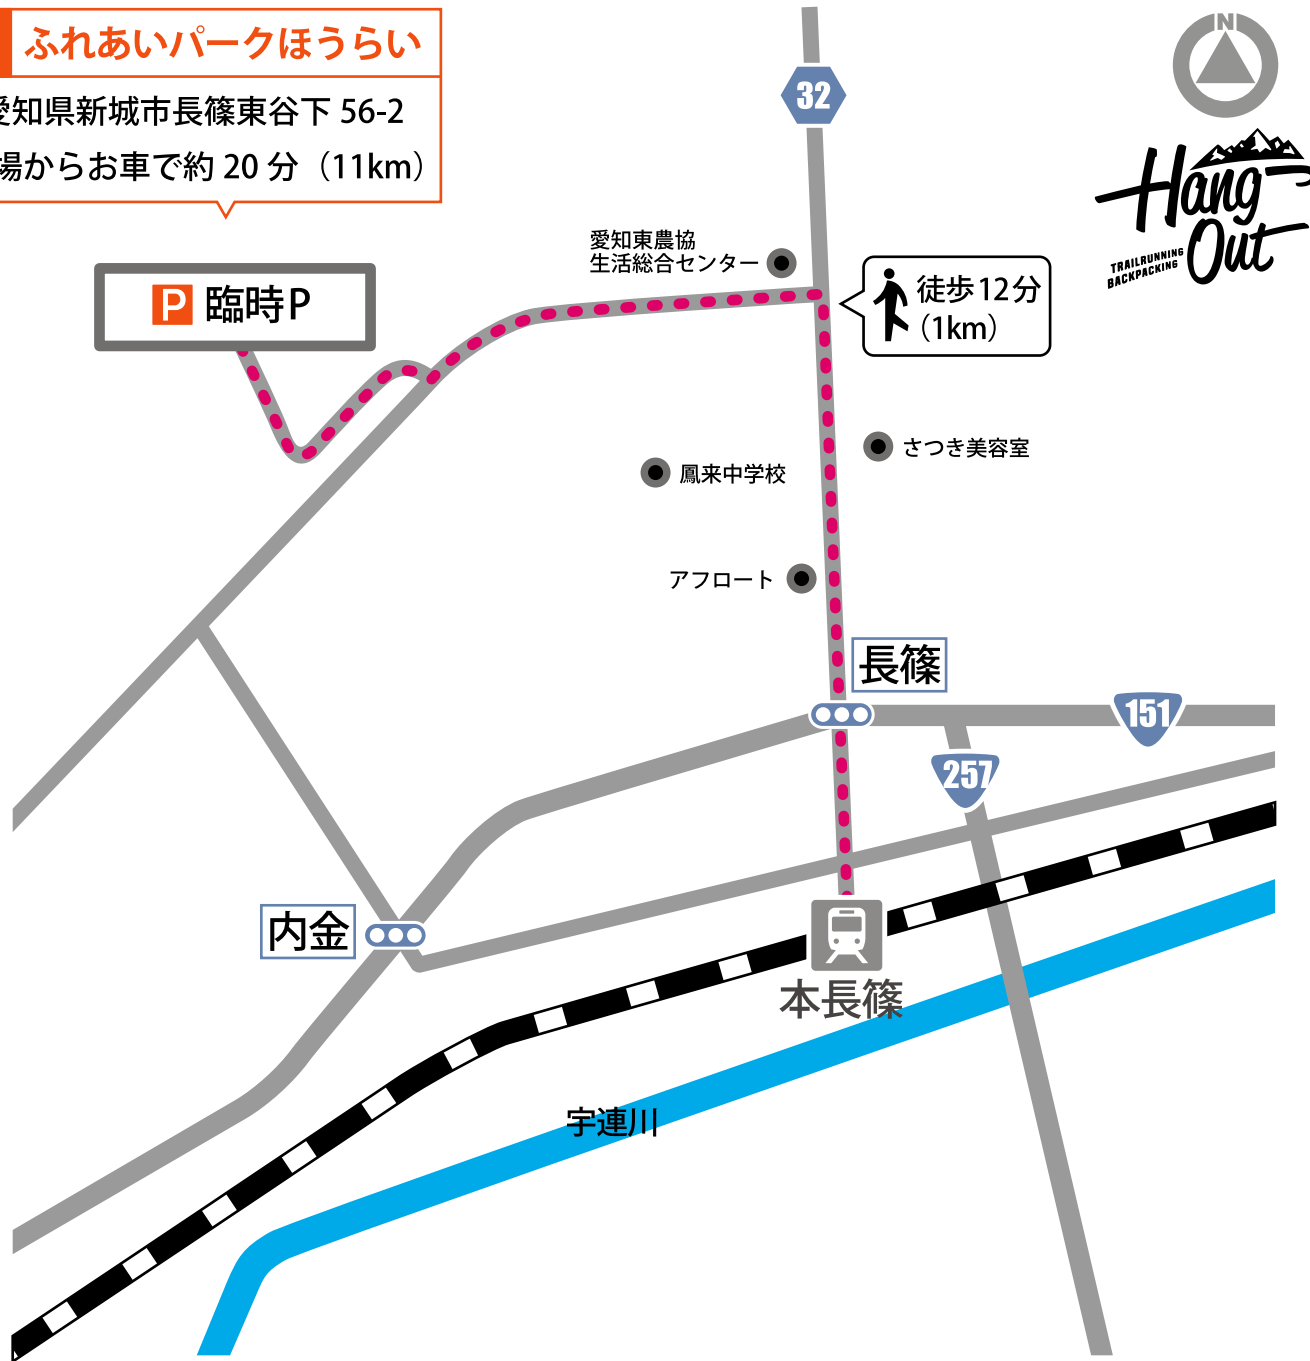 ふれあいパークほうらい
愛知県新城市長篠東谷下 56-2
場からお車で約 20 分（11km）
P 臨時P
32
N
Hang
Out
TRAILRUNNING
BACKPACKING
愛知東農協
生活総合センター
徒歩12分
（1km）
さつき美容室
鳳来中学校
アフロート
長篠
151
257
内金
本長篠
宇連川